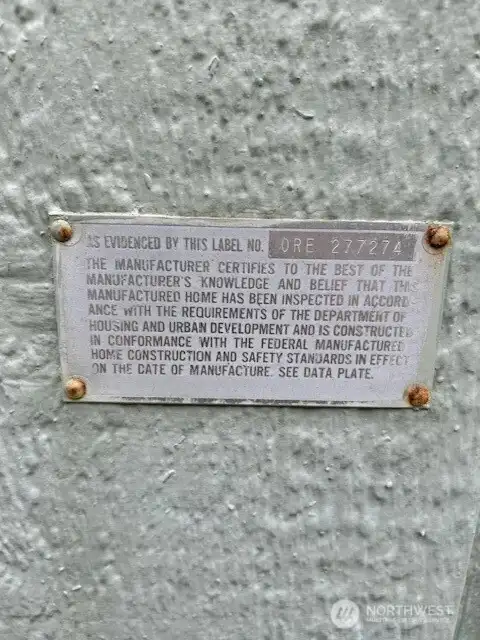 AS EVIDENCED BY THIS LABEL NO. ORE 277274
THE MANUFACTURER CERTIFIES TO THE BEST OF THE
MANUFACTURER'S KNOWLEDGE AND BELIEF THAT THIS
MANUFACTURED HOME HAS BEEN INSPECTED IN ACCORD-
ANCE WITH THE REQUIREMENTS OF THE DEPARTMENT OF
HOUSING AND URBAN DEVELOPMENT AND IS CONSTRUCTED
IN CONFORMANCE WITH THE FEDERAL MANUFACTURED
HOME CONSTRUCTION AND SAFETY STANDARDS IN EFFECT
ON THE DATE OF MANUFACTURE. SEE DATA PLATE.
NORTHWEST